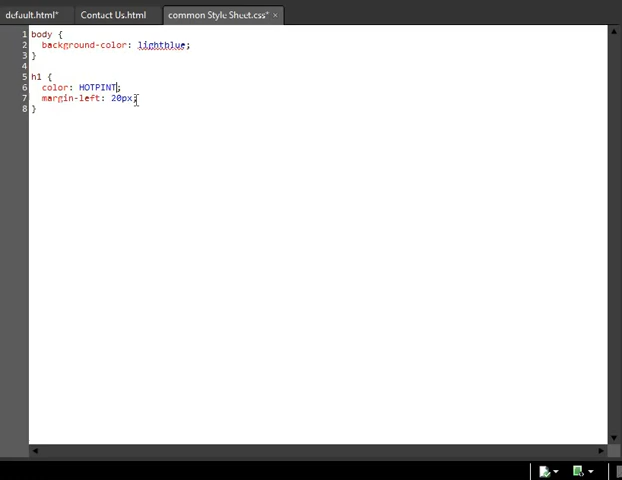 default.html* Contact Us.html common Style Sheet.css* ×
1 body {
2 background-color: lightblue;
3 }
4
5 h1 {
6 color: HOTPINT;
7 margin-left: 20px;
8 }